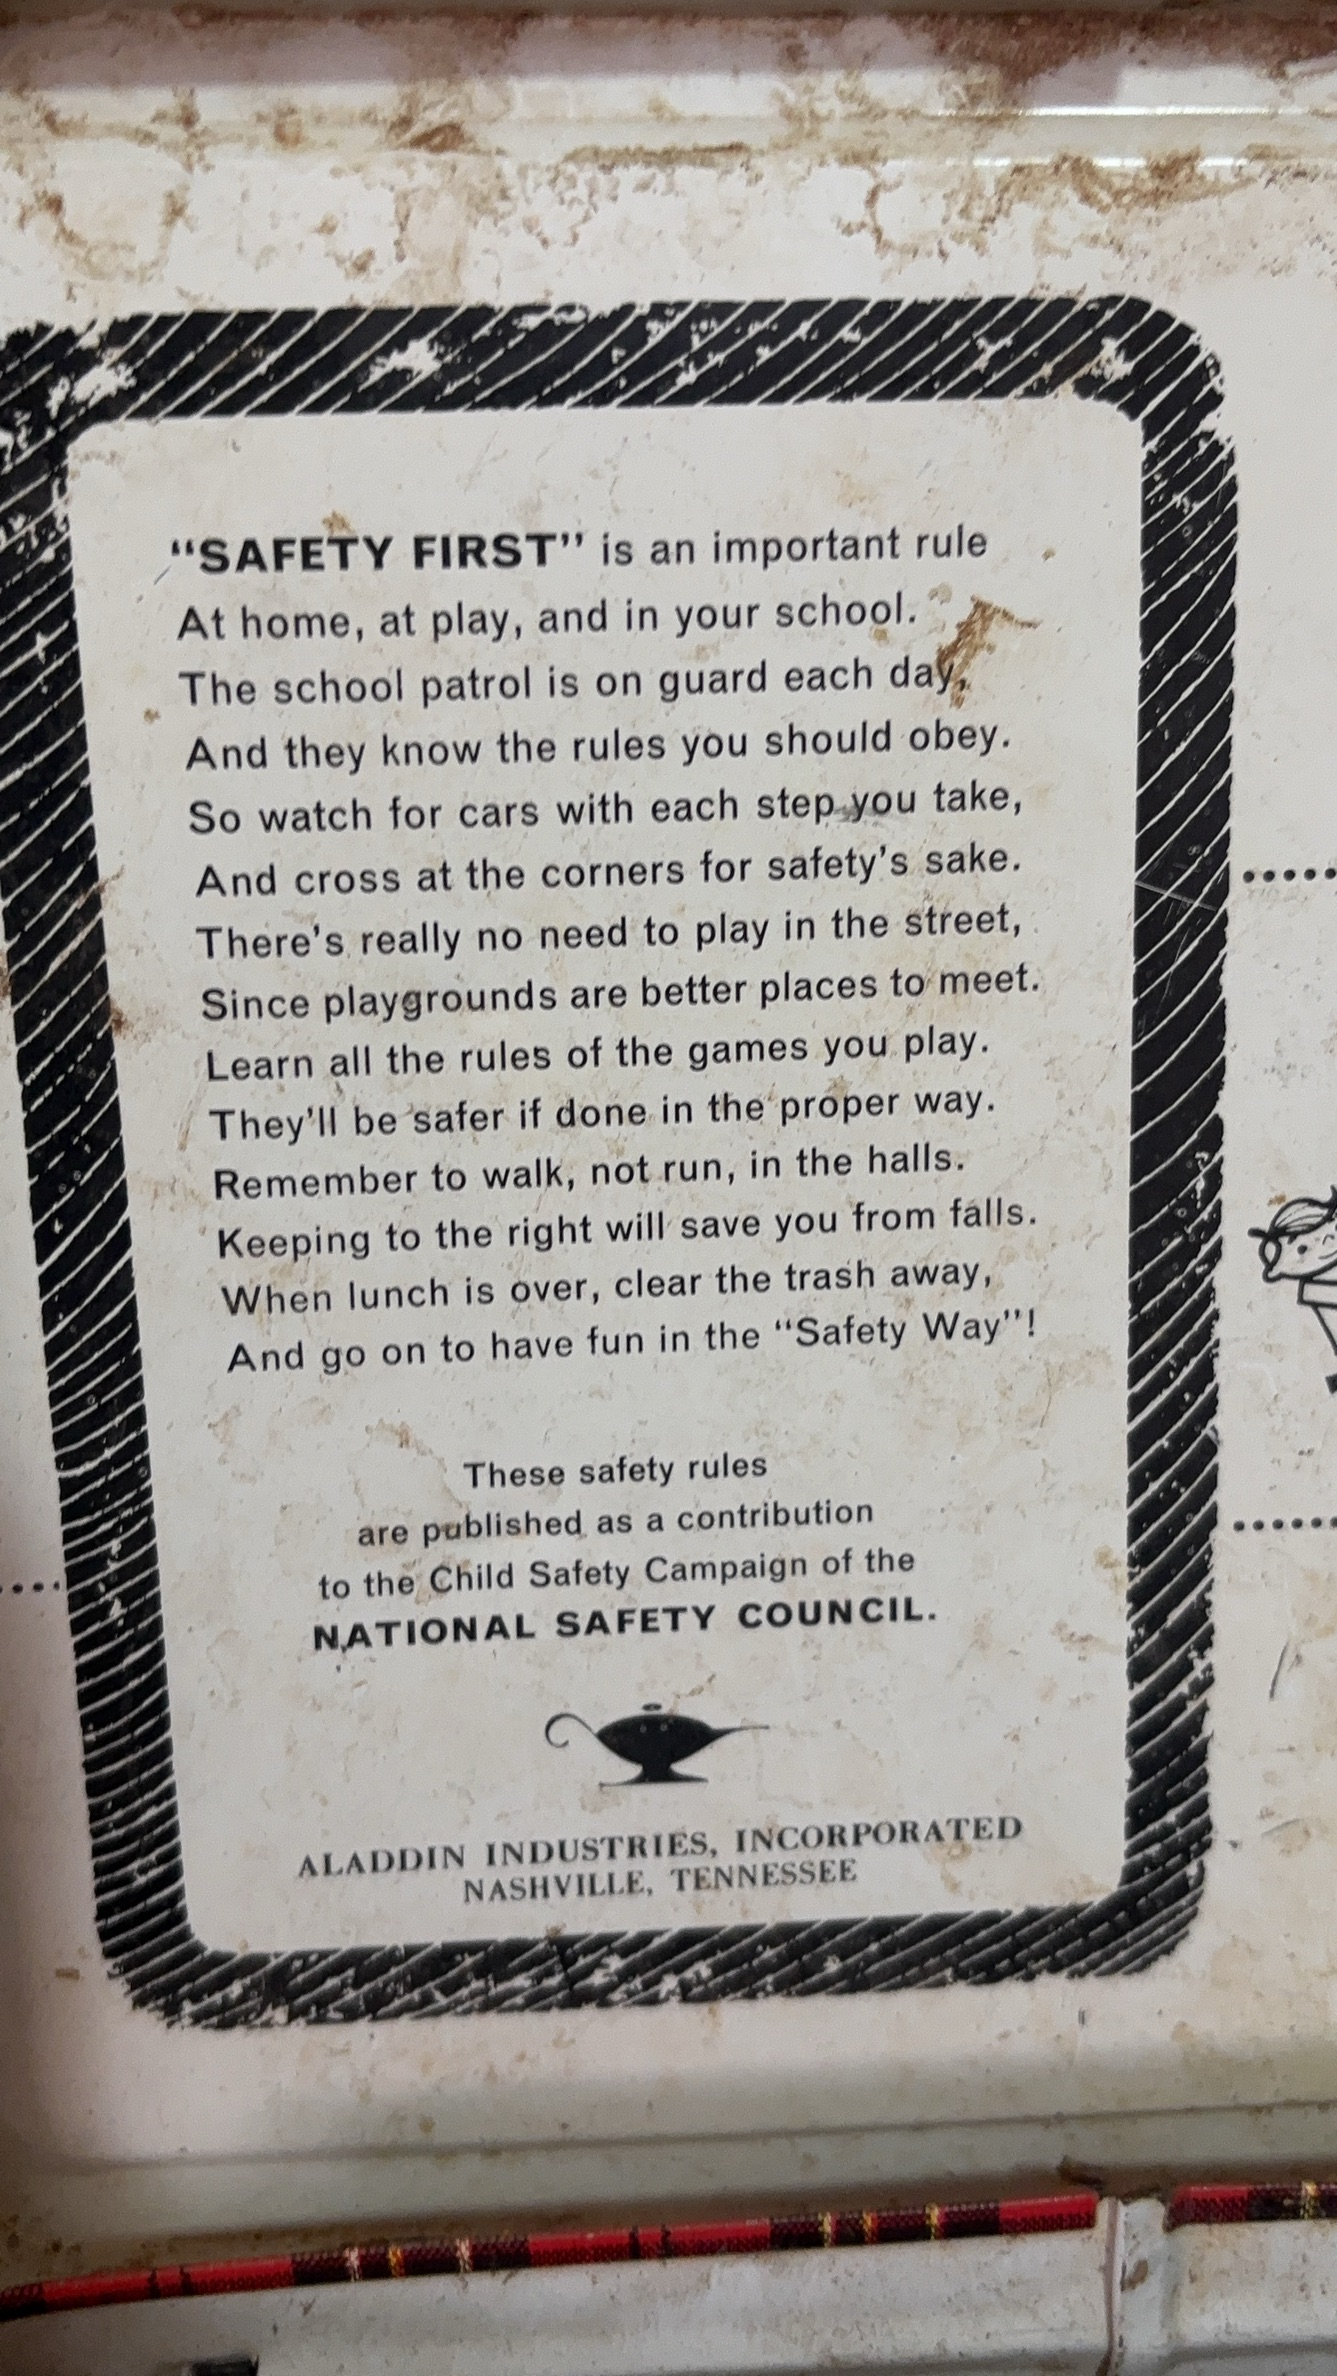 “SAFETY FIRST” is an important rule
At home, at play, and in your school.
The school patrol is on guard each day,
And they know the rules you should obey.
So watch for cars with each step you take,
And cross at the corners for safety’s sake.
There’s really no need to play in the street,
Since playgrounds are better places to meet.
Learn all the rules of the games you play.
They’ll be safer if done in the proper way.
Remember to walk, not run, in the halls.
Keeping to the right will save you from falls.
When lunch is over, clear the trash away,
And go on to have fun in the “Safety Way”!
These safety rules
are published as a contribution
to the Child Safety Campaign of the
NATIONAL SAFETY COUNCIL.
ALADDIN INDUSTRIES, INCORPORATED
NASHVILLE, TENNESSEE